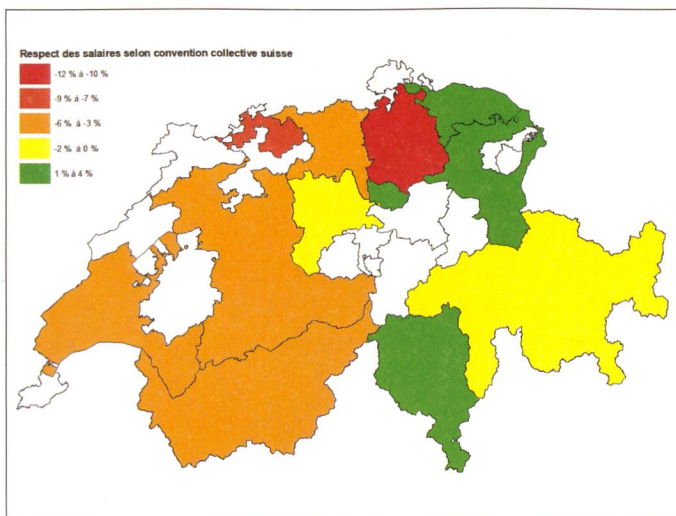 Respect des salaires selon convention collective suisse
-12 % à -10 %
-9 % à -7 %
-6 % à -3 %
-2 % à 0 %
1 % à 4 %